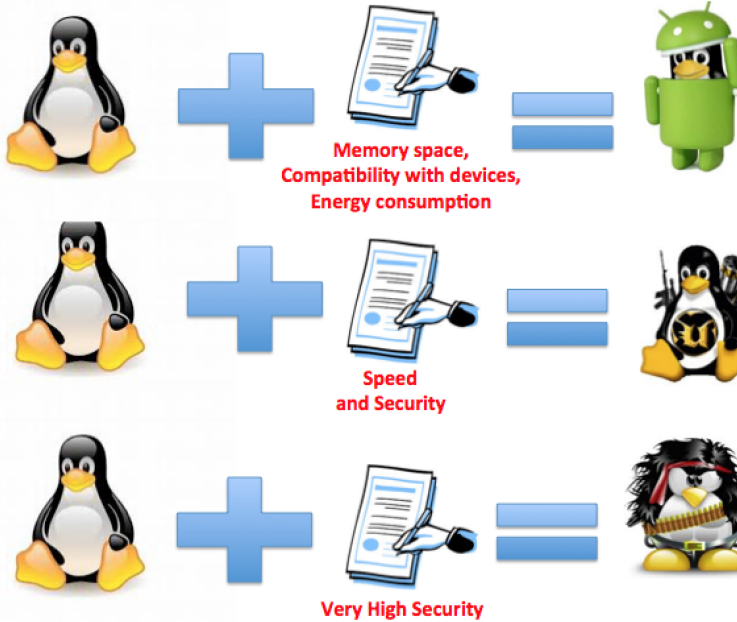 Memory space,
Compatibility with devices,
Energy consumption
Speed
and Security
Very High Security